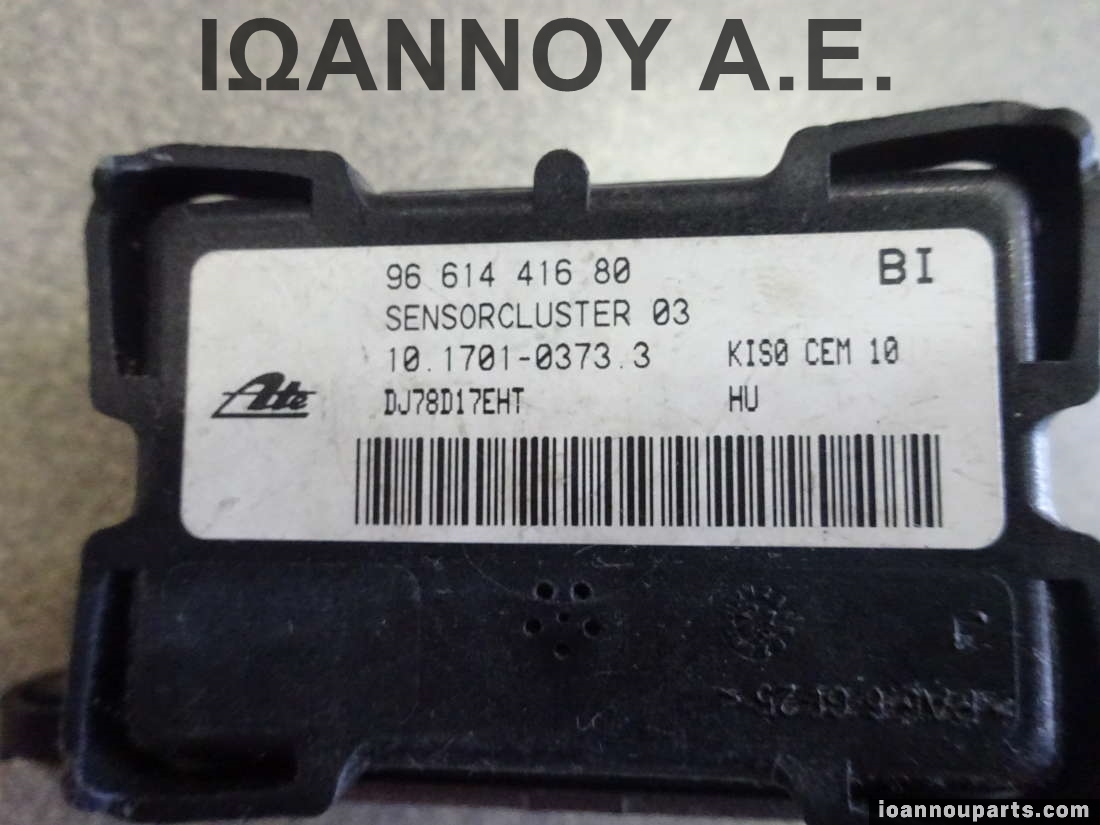 ΙΩΑΝΝΟΥ Α.Ε.
96 614 416 80
BI
SENSORCLUSTER 03
10.1701-0373.3 KIS0 CEM 10
Ate DJ78D17EHT HU
ioannouparts.com